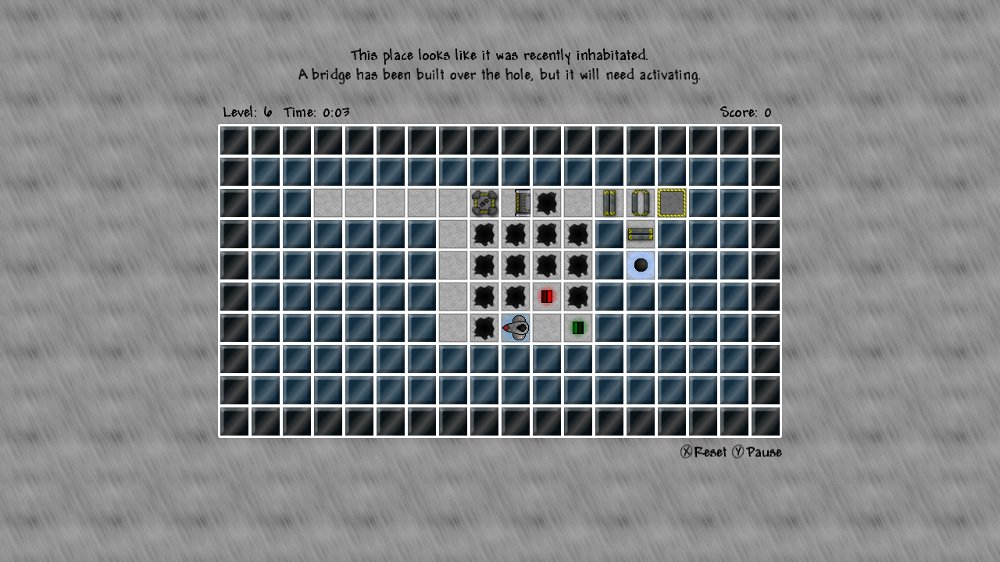 This place looks like it was recently inhabitated.
A bridge has been built over the hole, but it will need activating.
Level: 6 Time: 0:03 Score: 0
X Reset Y Pause